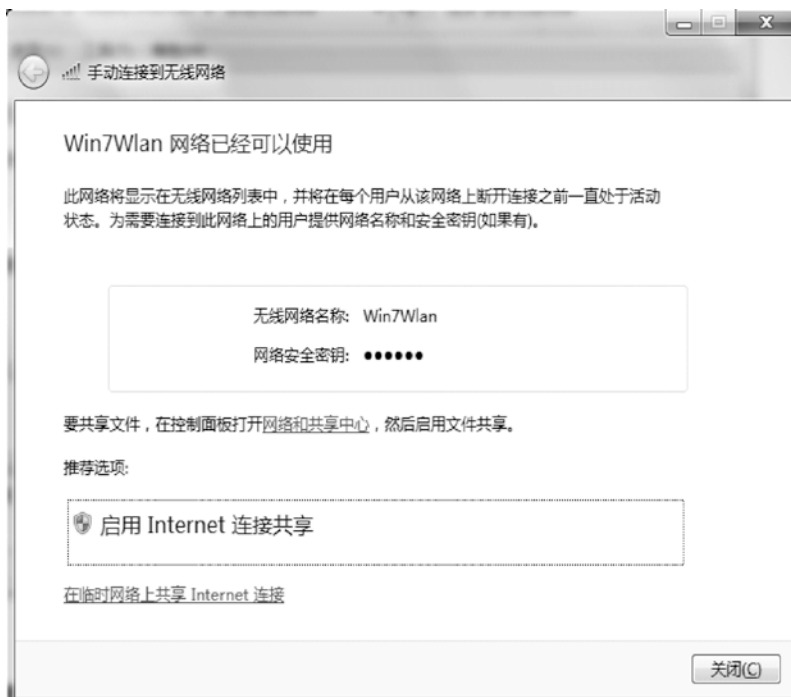 手动连接到无线网络
Win7Wlan 网络已经可以使用
此网络将显示在无线网络列表中，并将在每个用户从该网络上断开连接之前一直处于活动
状态。为需要连接到此网络上的用户提供网络名称和安全密钥(如果有)。
无线网络名称: Win7Wlan
网络安全密钥: ●●●●●●
要共享文件，在控制面板打开网络和共享中心，然后启用文件共享。
推荐选项:
启用 Internet 连接共享
在临时网络上共享 Internet 连接
关闭(C)